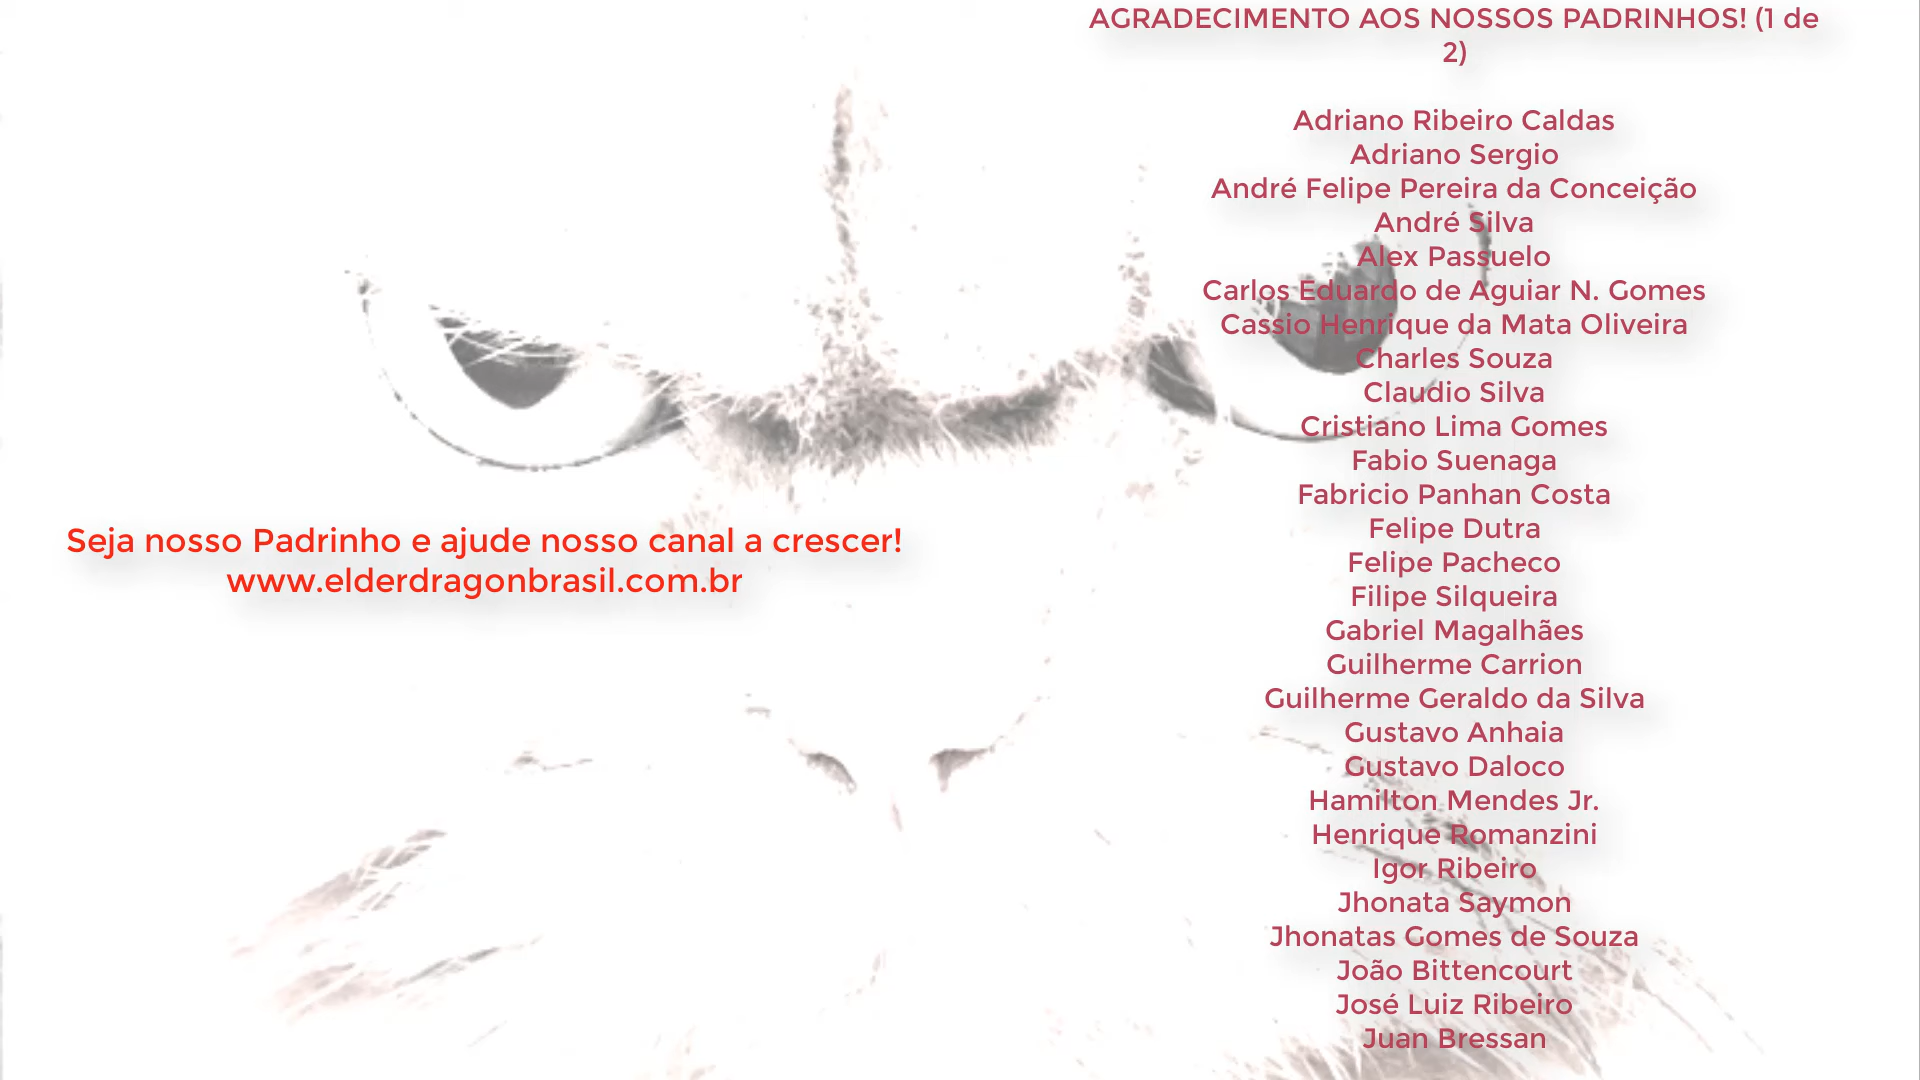 AGRADECIMENTO AOS NOSSOS PADRINHOS! (1 de
2)
Adriano Ribeiro Caldas
Adriano Sergio
André Felipe Pereira da Conceição
André Silva
Alex Passuelo
Carlos Eduardo de Aguiar N. Gomes
Cassio Henrique da Mata Oliveira
Charles Souza
Claudio Silva
Cristiano Lima Gomes
Fabio Suenaga
Fabricio Panhan Costa
Felipe Dutra
Felipe Pacheco
Filipe Silqueira
Gabriel Magalhães
Guilherme Carrion
Guilherme Geraldo da Silva
Gustavo Anhaia
Gustavo Daloco
Hamilton Mendes Jr.
Henrique Romanzini
Igor Ribeiro
Jhonata Saymon
Jhonatas Gomes de Souza
João Bittencourt
José Luiz Ribeiro
Juan Bressan
Seja nosso Padrinho e ajude nosso canal a crescer!
www.elderdragonbrasil.com.br